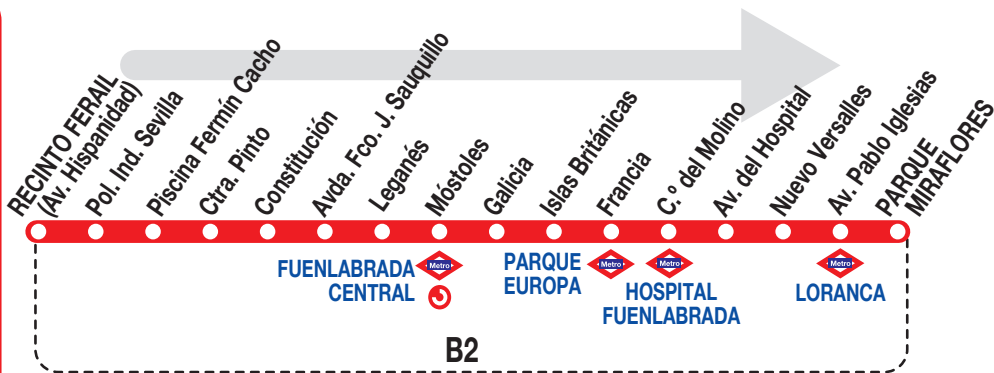 RECINTO FERAIL
(Av. Hispanidad)
Pol. Ind. Sevilla
Piscina Fermín Cacho
Ctra. Pinto
Constitución
Avda. Fco. J. Sauquillo
Leganés
Móstoles
Galicia
Islas Británicas
Francia
C.º del Molino
Av. del Hospital
Nuevo Versalles
Av. Pablo Iglesias
PARQUE
MIRAFLORES
FUENLABRADA
CENTRAL
Metro
PARQUE
EUROPA
Metro
Metro
HOSPITAL
FUENLABRADA
Metro
LORANCA
B2